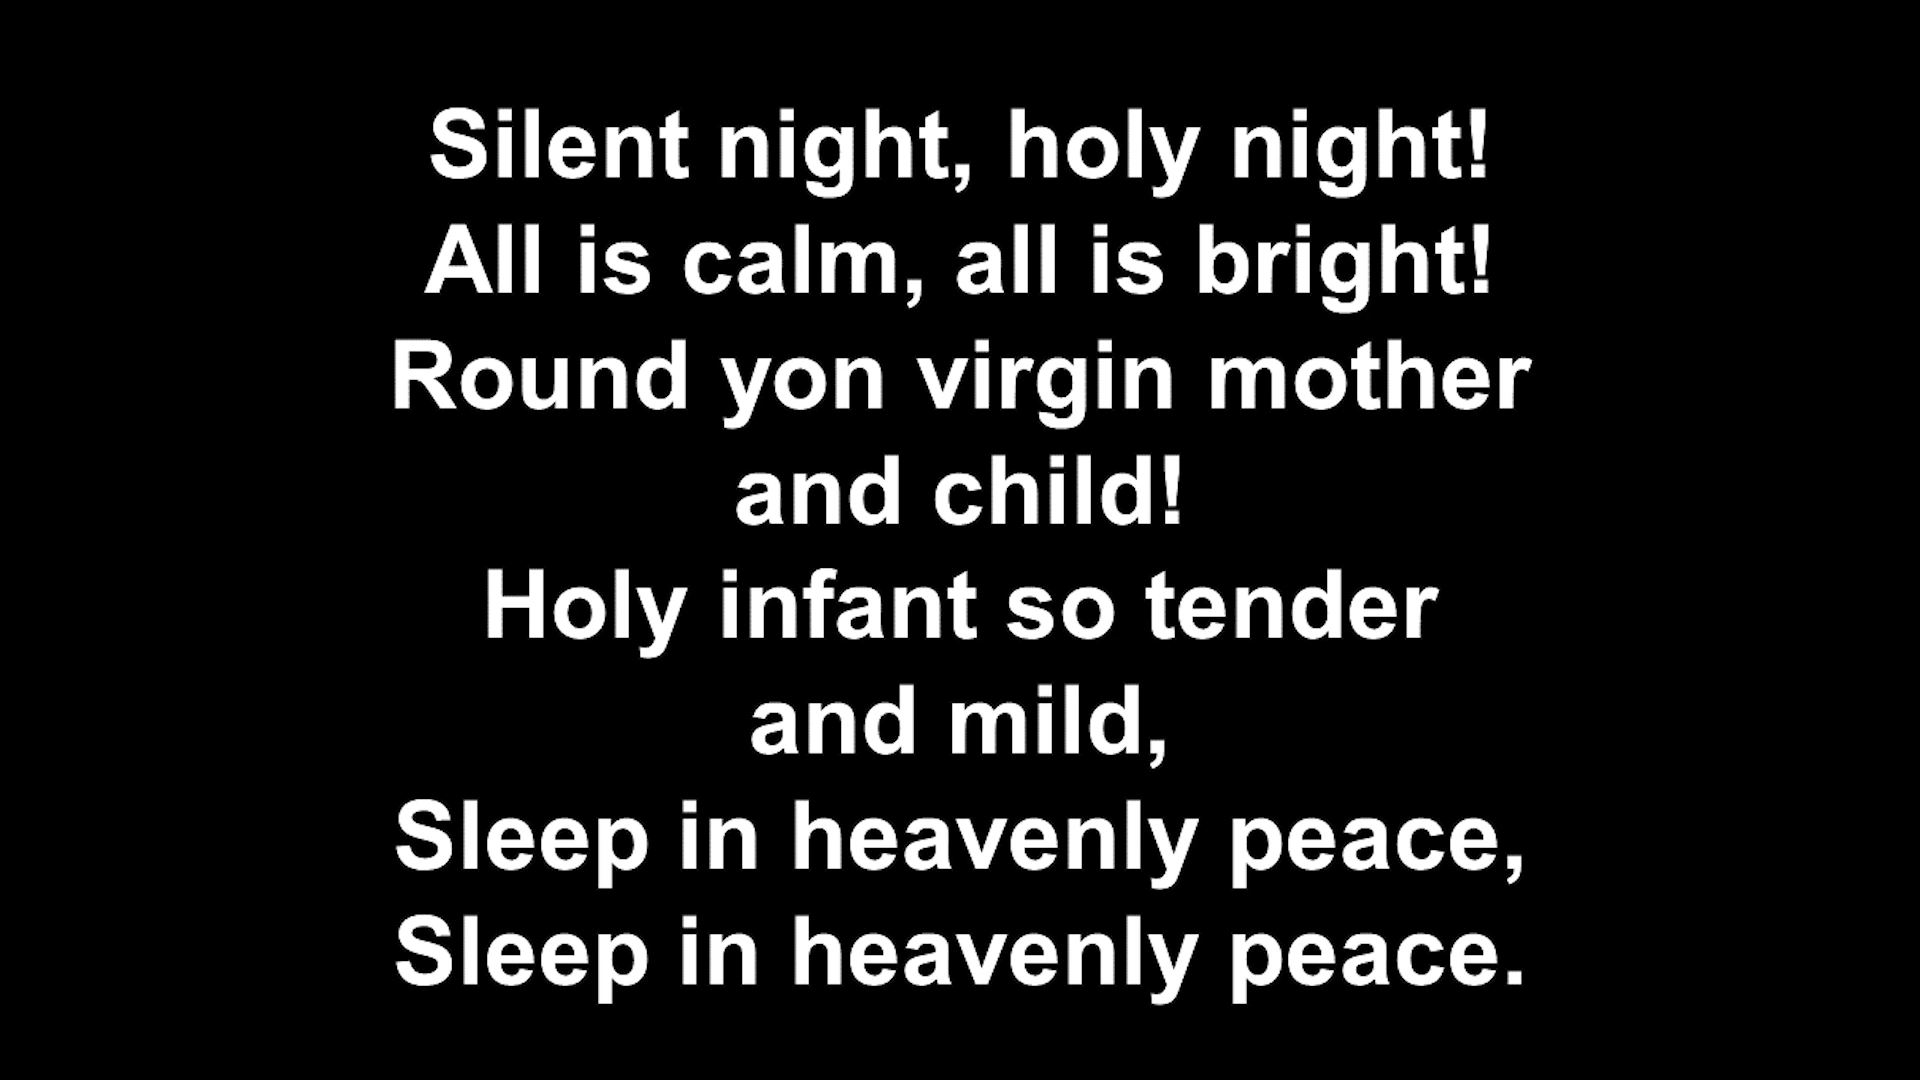 Silent night, holy night!
All is calm, all is bright!
Round yon virgin mother
and child!
Holy infant so tender
and mild,
Sleep in heavenly peace,
Sleep in heavenly peace.